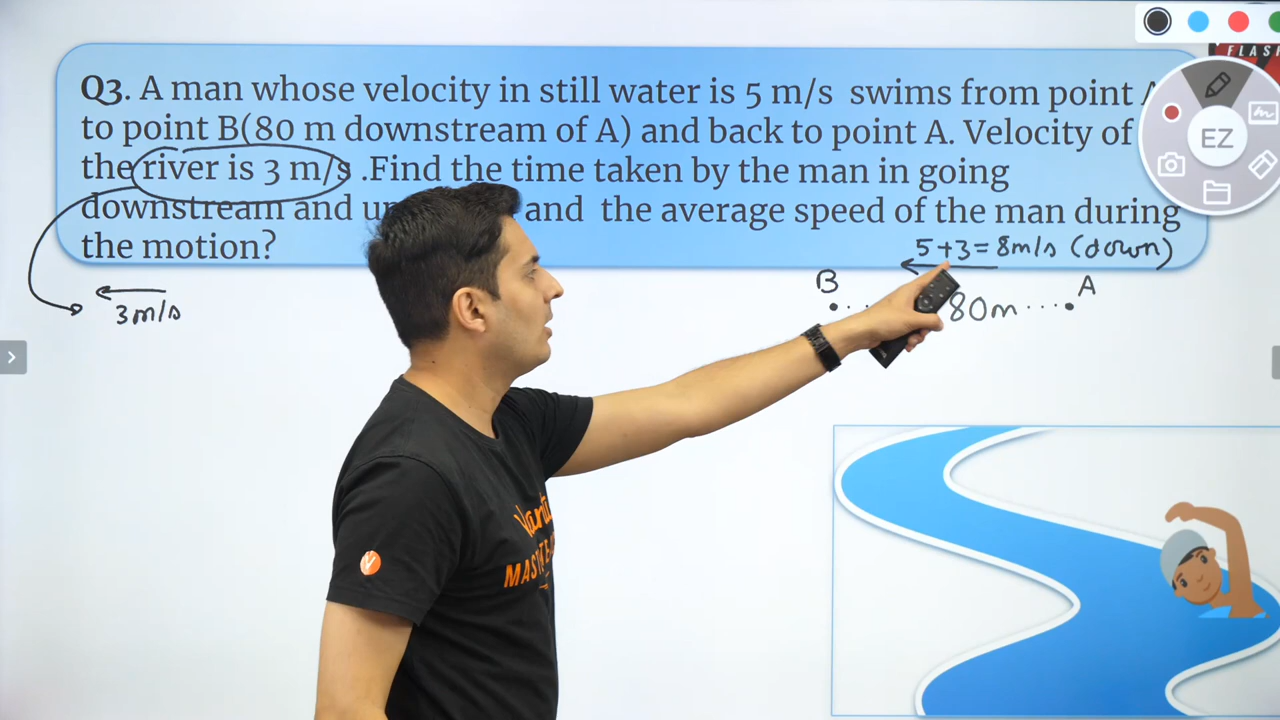 FLASH
Q3. A man whose velocity in still water is 5 m/s swims from point A
to point B(80 m downstream of A) and back to point A. Velocity of
the river is 3 m/s .Find the time taken by the man in going
downstream and and the average speed of the man during
the motion?
EZ
5+3=8m/s (down)
B
A
80m
3m/s